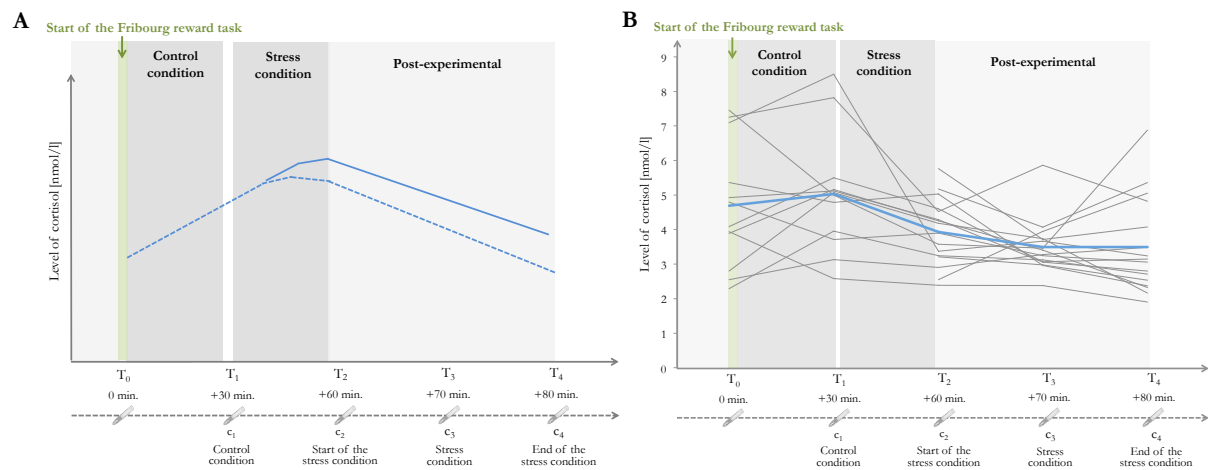 A
Start of the Fribourg reward task
Control
condition
Stress
condition
Post-experimental
Level of cortisol [nmol/l]
T0
T1
T2
T3
T4
0 min.
+30 min.
+60 min.
+70 min.
+80 min.
c1
c2
c3
c4
Control
condition
Start of the
stress condition
Stress
condition
End of the
stress condition
B
Start of the Fribourg reward task
Control
condition
Stress
condition
Post-experimental
Level of cortisol [nmol/l]
9
8
7
6
5
4
3
2
1
0
T0
T1
T2
T3
T4
0 min.
+30 min.
+60 min.
+70 min.
+80 min.
c1
c2
c3
c4
Control
condition
Start of the
stress condition
Stress
condition
End of the
stress condition